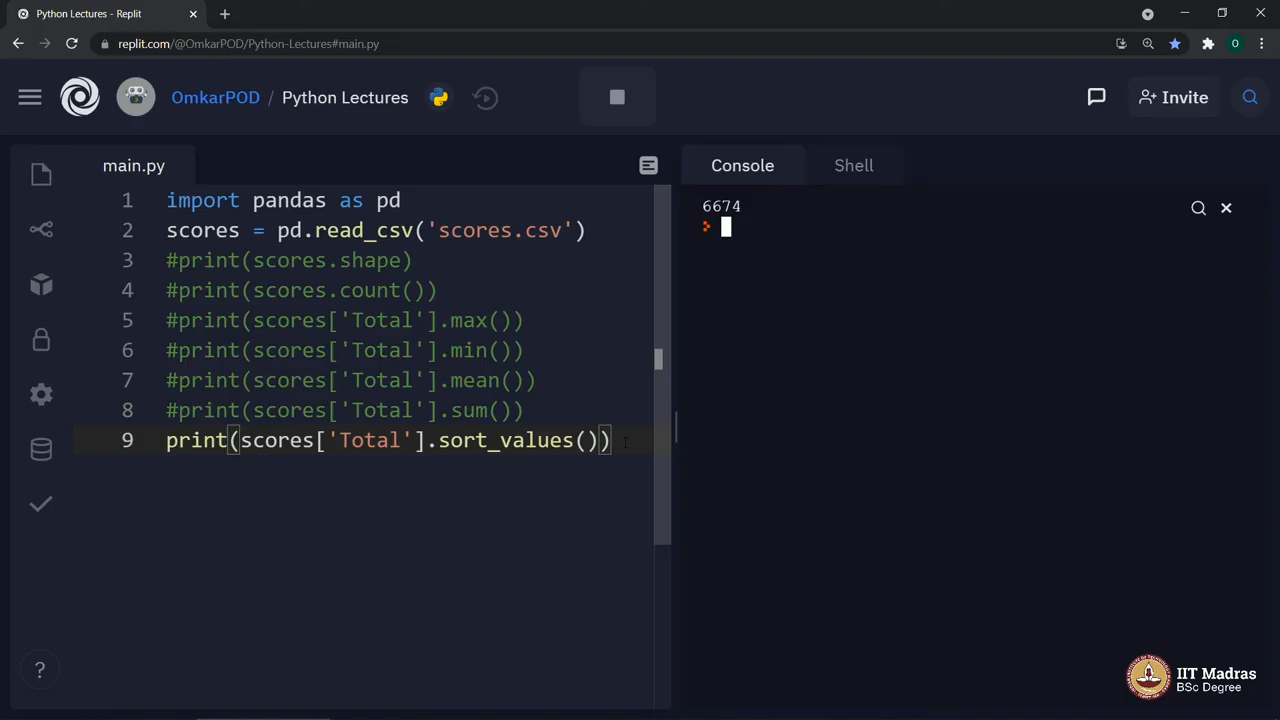 Python Lectures - Replit
replit.com/@OmkarPOD/Python-Lectures#main.py
O
OmkarPOD / Python Lectures
Invite
main.py
Console
Shell
1 import pandas as pd
2 scores = pd.read_csv('scores.csv')
3 #print(scores.shape)
4 #print(scores.count())
5 #print(scores['Total'].max())
6 #print(scores['Total'].min())
7 #print(scores['Total'].mean())
8 #print(scores['Total'].sum())
9 print(scores['Total'].sort_values())
6674
?
IIT Madras
BSc Degree